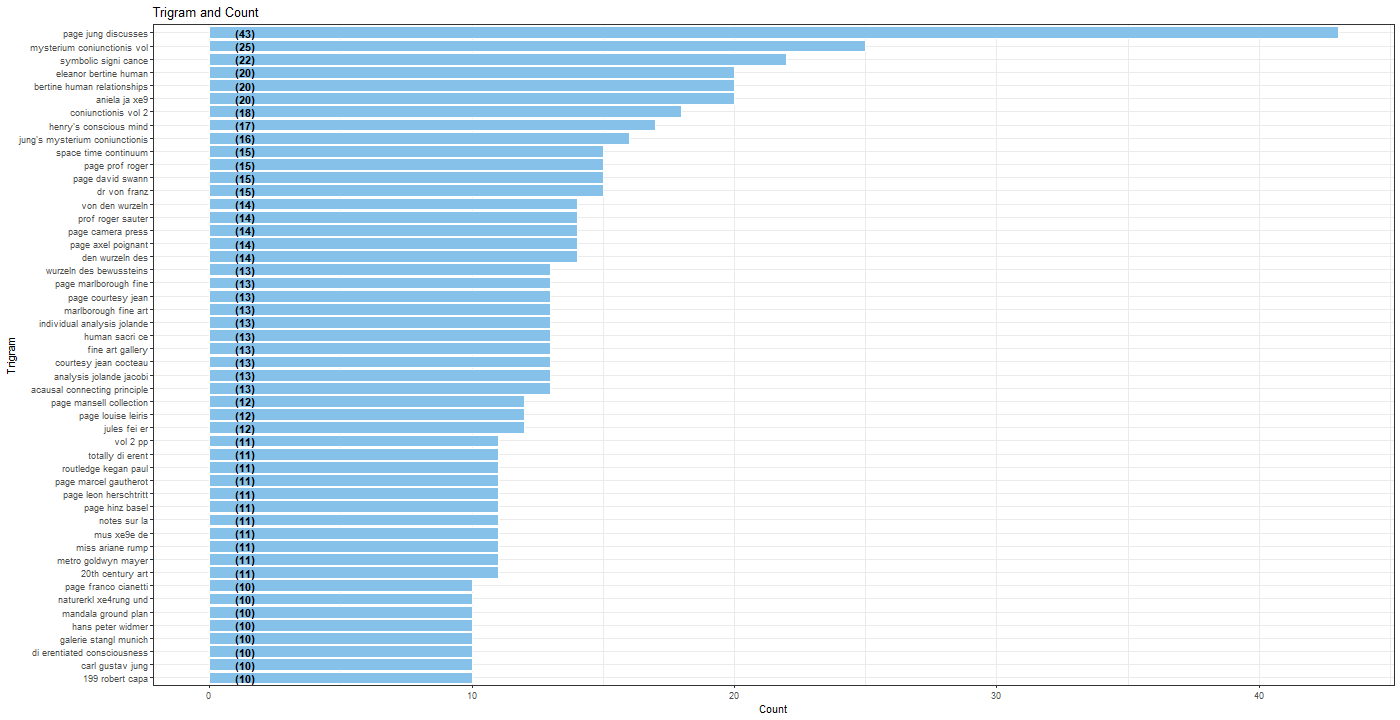 Trigram and Count
page jung discusses (43)
mysterium coniunctionis vol (25)
symbolic signi cance (22)
eleanor bertine human (20)
bertine human relationships (20)
aniela ja xe9 (20)
coniunctionis vol 2 (18)
henry's conscious mind (17)
jung's mysterium coniunctionis (16)
space time continuum (15)
page prof roger (15)
page david swann (15)
dr von franz (15)
von den wurzeln (14)
prof roger sauter (14)
page camera press (14)
page axel poignant (14)
den wurzeln des (14)
wurzeln des bewussteins (13)
page marlborough fine (13)
page courtesy jean (13)
marlborough fine art (13)
individual analysis jolande (13)
human sacri ce (13)
fine art gallery (13)
courtesy jean cocteau (13)
analysis jolande jacobi (13)
acausal connecting principle (13)
page mansell collection (12)
page louise leiris (12)
jules fei er (12)
vol 2 pp (11)
totally di erent (11)
routledge kegan paul (11)
page marcel gautherot (11)
page leon herschtritt (11)
page hinz basel (11)
notes sur la (11)
mus xe9e de (11)
miss ariane rump (11)
metro goldwyn mayer (11)
20th century art (11)
page franco cianetti (10)
naturerkl xe4rung und (10)
mandala ground plan (10)
hans peter widmer (10)
galerie stangl munich (10)
di erentiated consciousness (10)
carl gustav jung (10)
199 robert capa (10)
Trigram
0 10 20 30 40
Count